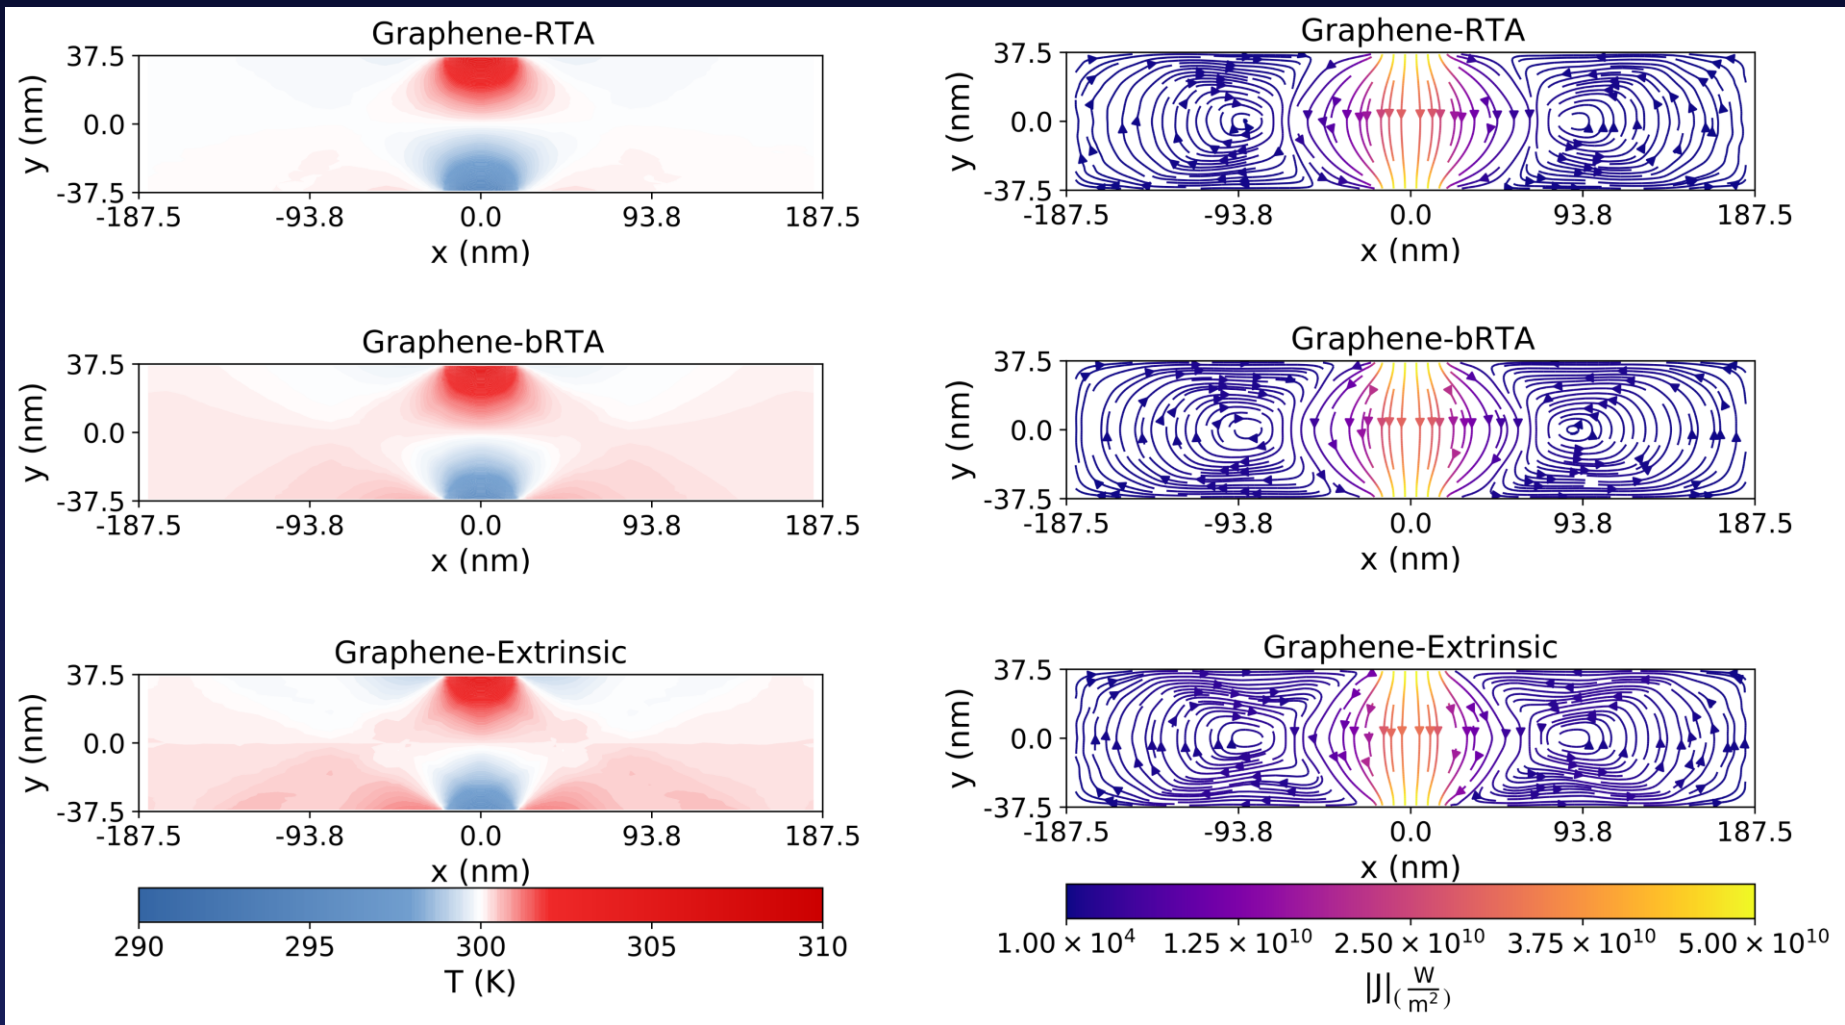 Graphene-RTA
37.5
0.0
-37.5
y (nm)
-187.5 -93.8 0.0 93.8 187.5
x (nm)
Graphene-RTA
37.5
0.0
-37.5
y (nm)
-187.5 -93.8 0.0 93.8 187.5
x (nm)
Graphene-bRTA
37.5
0.0
-37.5
y (nm)
-187.5 -93.8 0.0 93.8 187.5
x (nm)
Graphene-bRTA
37.5
0.0
-37.5
y (nm)
-187.5 -93.8 0.0 93.8 187.5
x (nm)
Graphene-Extrinsic
37.5
0.0
-37.5
y (nm)
-187.5 -93.8 0.0 93.8 187.5
x (nm)
290 295 300 305 310
T (K)
Graphene-Extrinsic
37.5
0.0
-37.5
y (nm)
-187.5 -93.8 0.0 93.8 187.5
x (nm)
1.00 × 10⁴ 1.25 × 10¹⁰ 2.50 × 10¹⁰ 3.75 × 10¹⁰ 5.00 × 10¹⁰
|J| (W/m²)